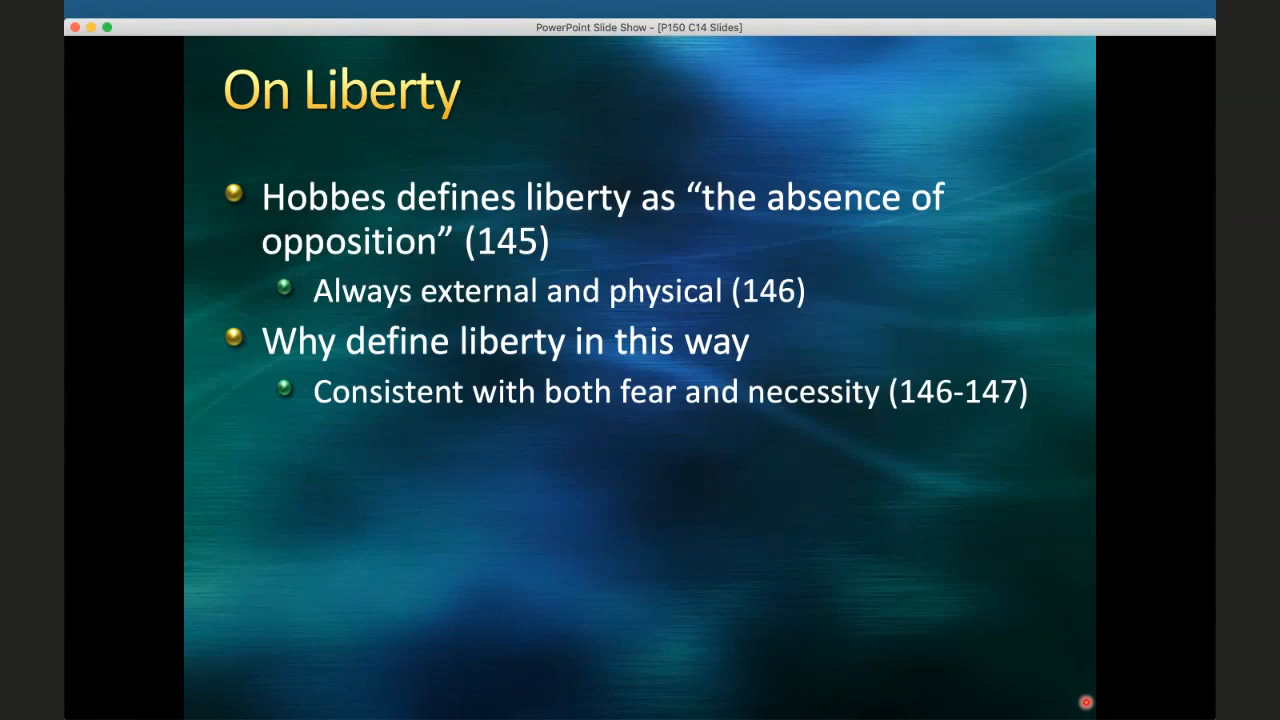 PowerPoint Slide Show - [P150 C14 Slides]
On Liberty
Hobbes defines liberty as “the absence of
opposition” (145)
Always external and physical (146)
Why define liberty in this way
Consistent with both fear and necessity (146-147)